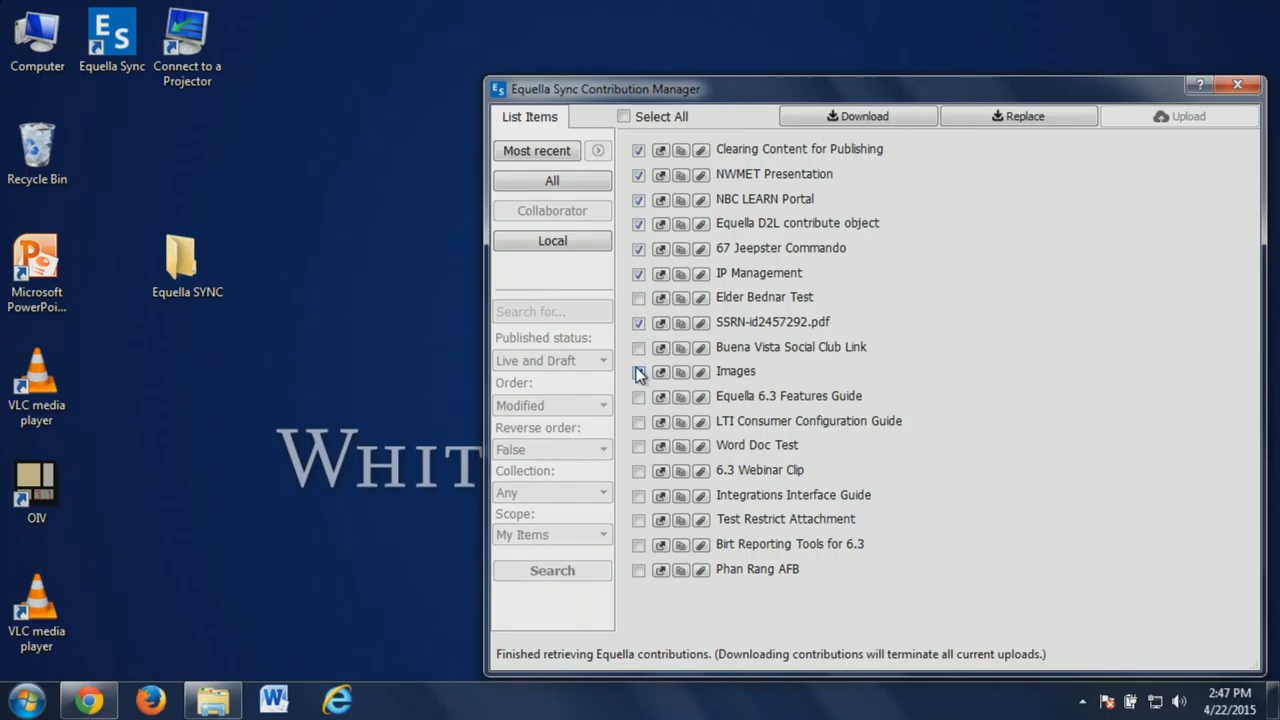 Computer
Equella Sync
Connect to a
Projector
Recycle Bin
Microsoft
PowerPoi...
Equella SYNC
VLC media
player
OIV
VLC media
player
WHIT
Equella Sync Contribution Manager
List Items
Select All
Download
Replace
Upload
Most recent
All
Collaborator
Local
Search for...
Published status:
Live and Draft
Order:
Modified
Reverse order:
False
Collection:
Any
Scope:
My Items
Search
Clearing Content for Publishing
NWMET Presentation
NBC LEARN Portal
Equella D2L contribute object
67 Jeepster Commando
IP Management
Elder Bednar Test
SSRN-id2457292.pdf
Buena Vista Social Club Link
Images
Equella 6.3 Features Guide
LTI Consumer Configuration Guide
Word Doc Test
6.3 Webinar Clip
Integrations Interface Guide
Test Restrict Attachment
Birt Reporting Tools for 6.3
Phan Rang AFB
Finished retrieving Equella contributions. (Downloading contributions will terminate all current uploads.)
2:47 PM
4/22/2015